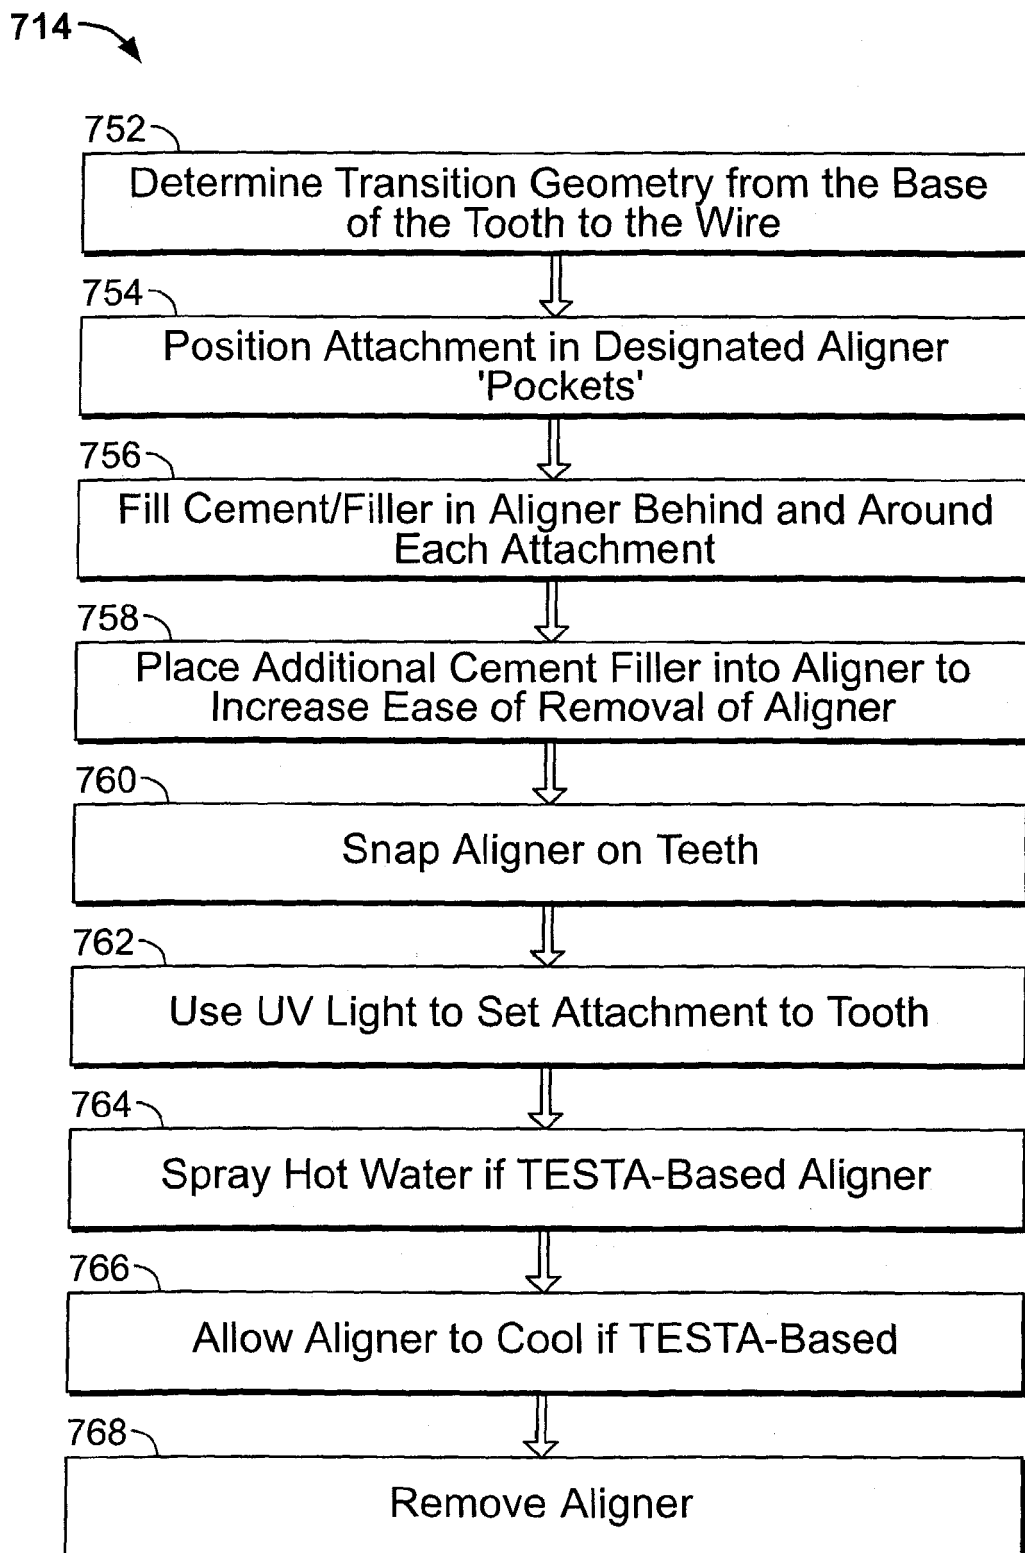 714
752
Determine Transition Geometry from the Base
of the Tooth to the Wire
754
Position Attachment in Designated Aligner
'Pockets'
756
Fill Cement/Filler in Aligner Behind and Around
Each Attachment
758
Place Additional Cement Filler into Aligner to
Increase Ease of Removal of Aligner
760
Snap Aligner on Teeth
762
Use UV Light to Set Attachment to Tooth
764
Spray Hot Water if TESTA-Based Aligner
766
Allow Aligner to Cool if TESTA-Based
768
Remove Aligner